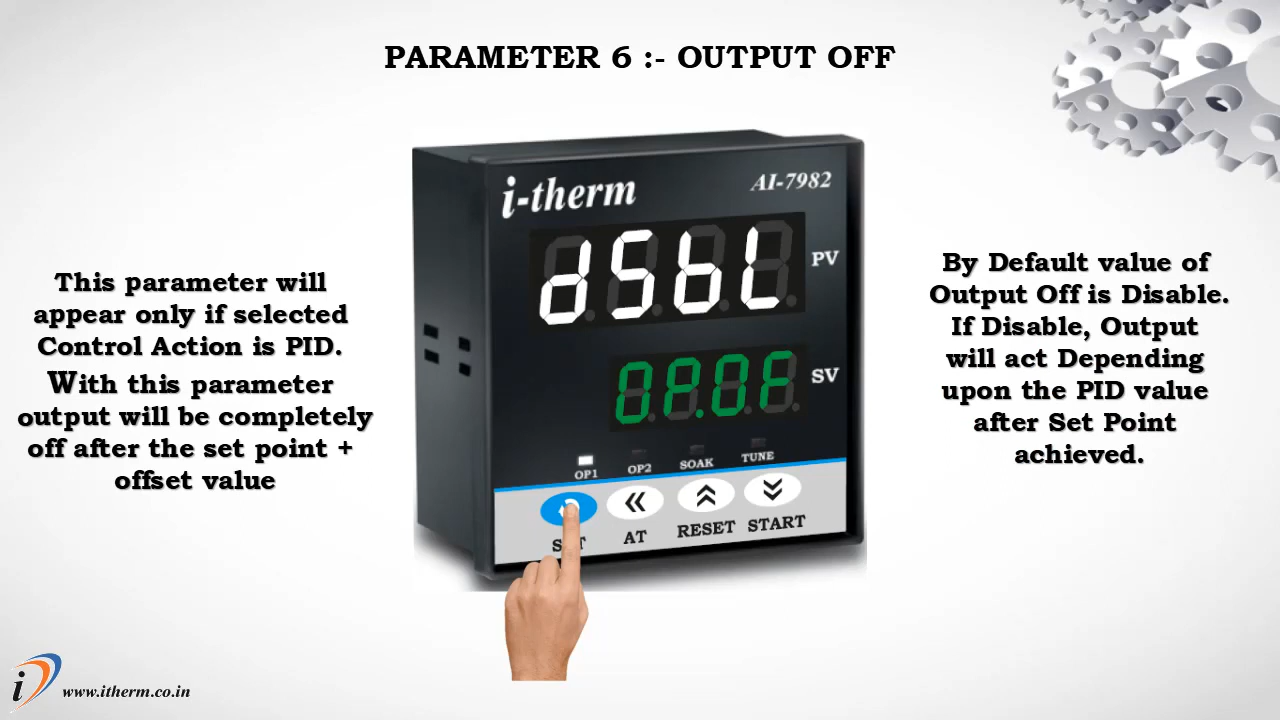 PARAMETER 6 :- OUTPUT OFF
This parameter will
appear only if selected
Control Action is PID.
With this parameter
output will be completely
off after the set point +
offset value
i-therm
AI-7982
dSbL
PV
OP.OF
SV
OP1
OP2
SOAK
TUNE
SET
AT
RESET
START
By Default value of
Output Off is Disable.
If Disable, Output
will act Depending
upon the PID value
after Set Point
achieved.
i
www.itherm.co.in